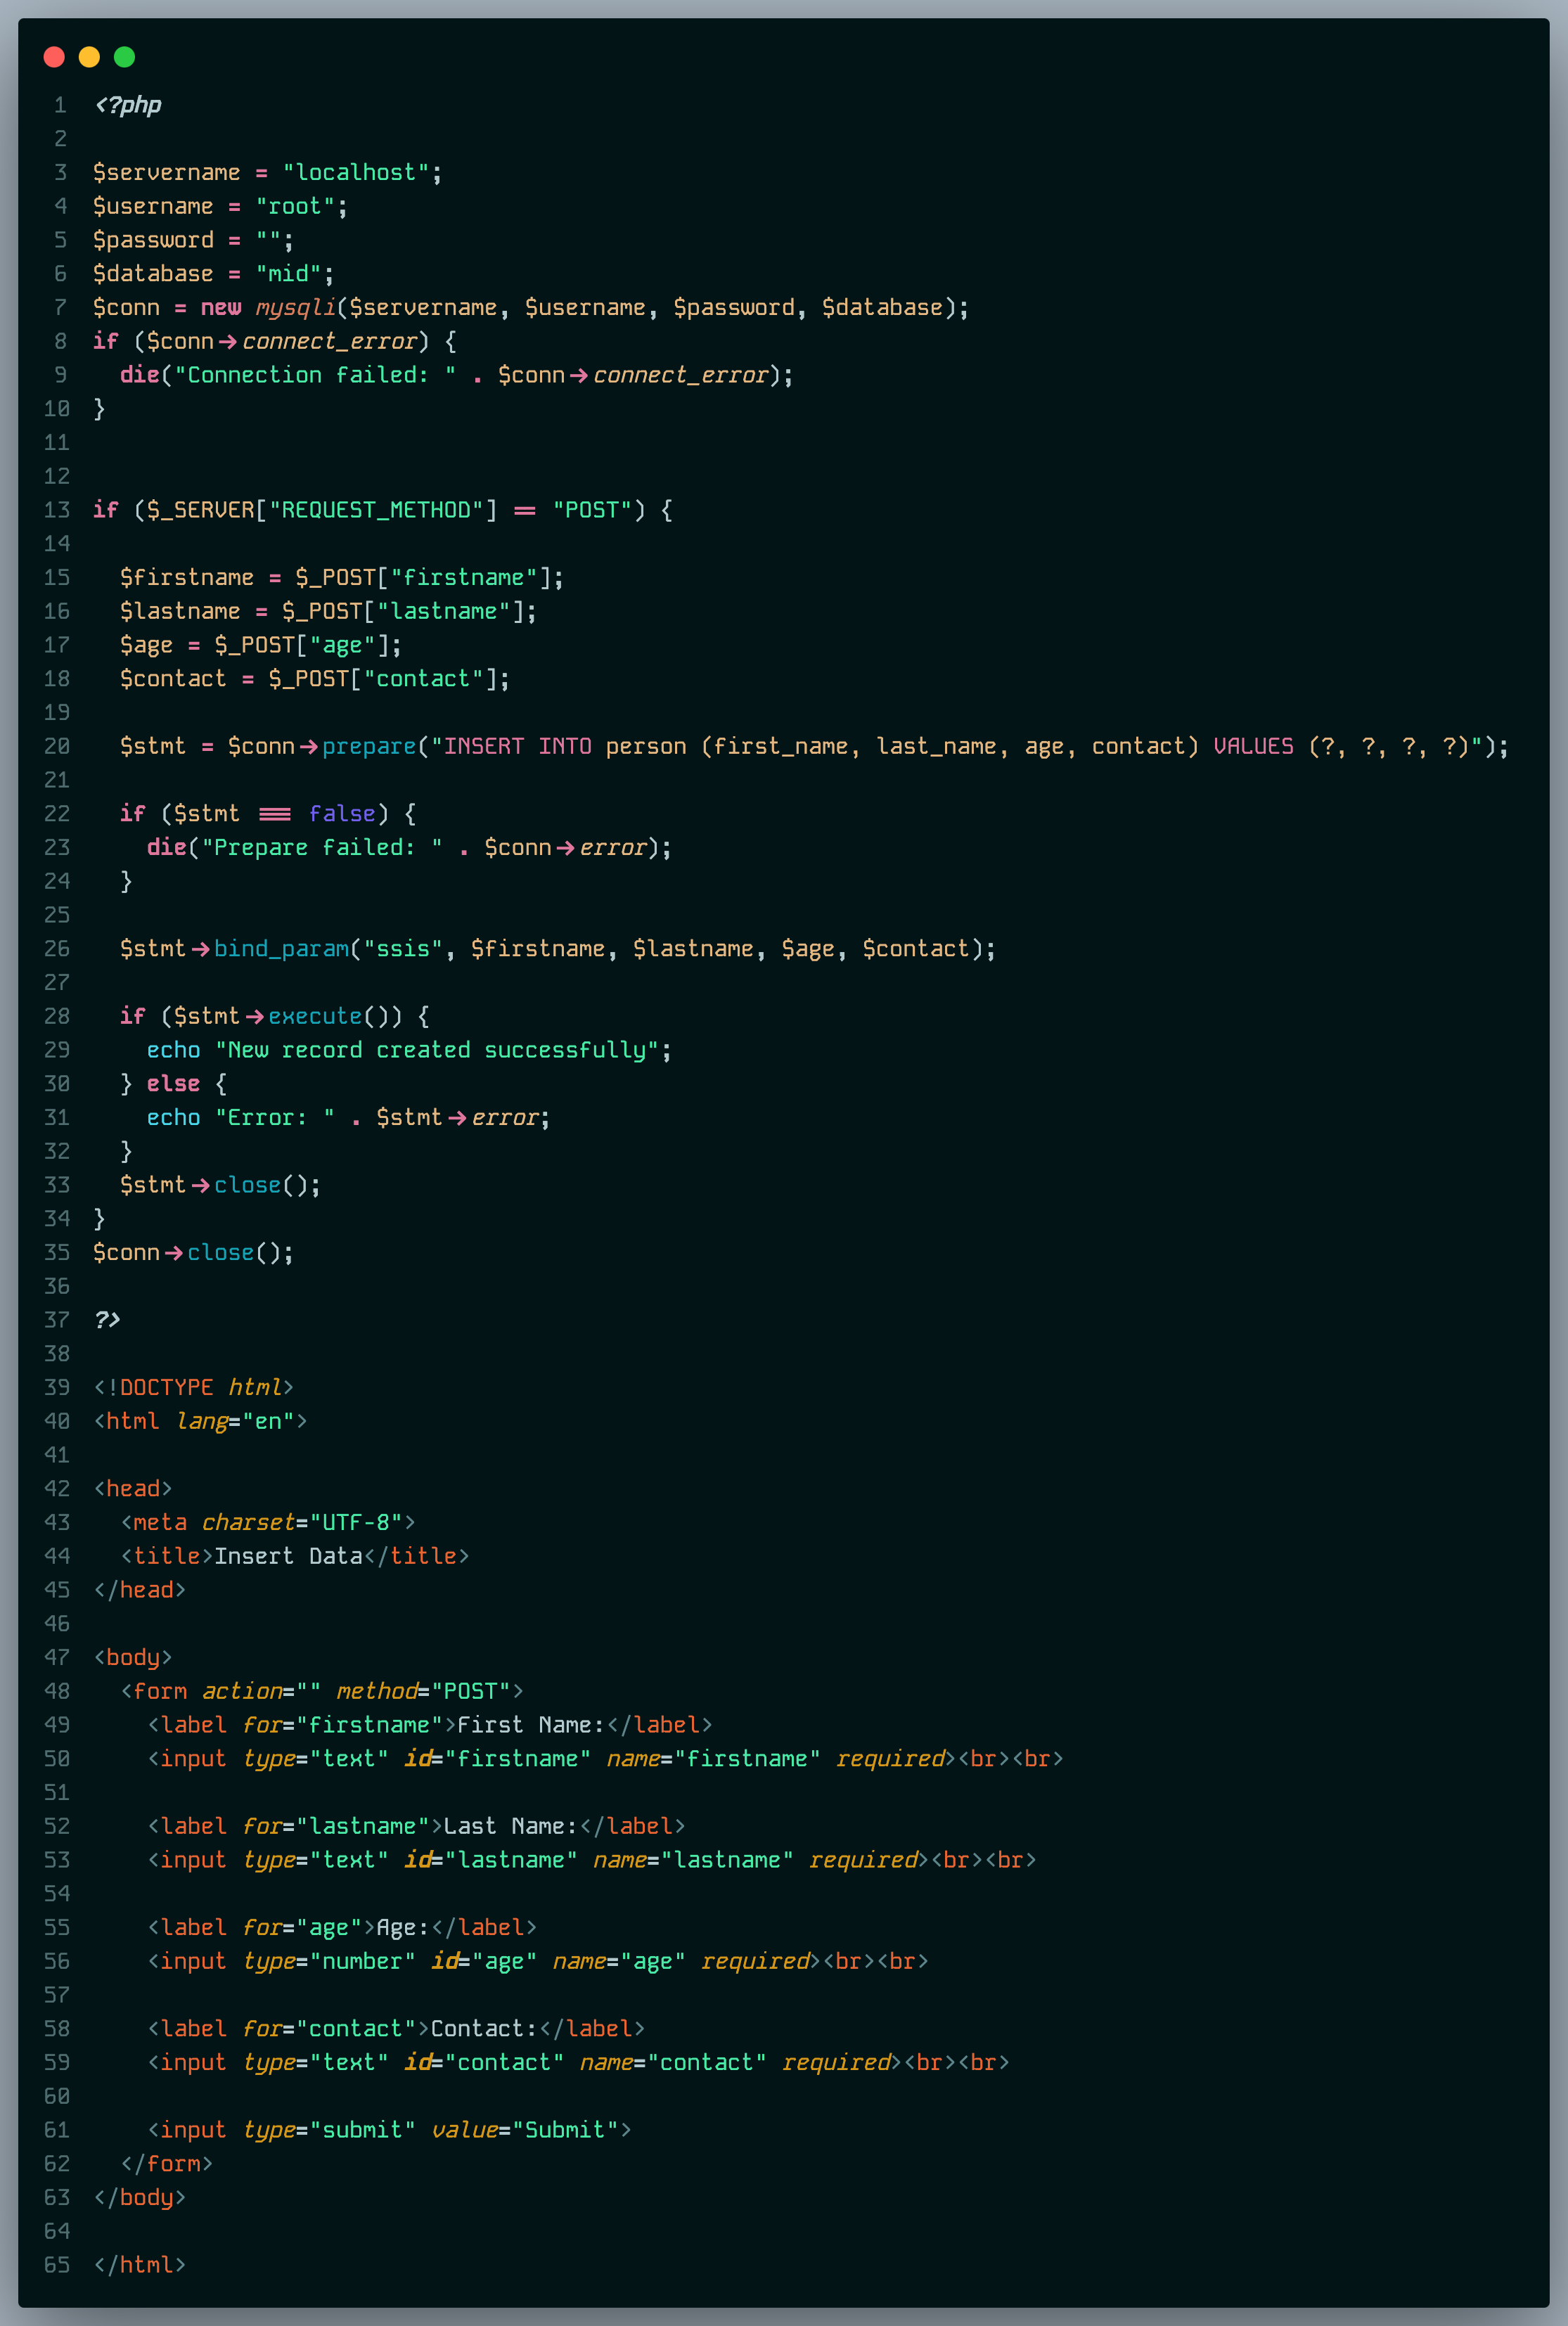 1 <?php
2
3 $servername = "localhost";
4 $username = "root";
5 $password = "";
6 $database = "mid";
7 $conn = new mysqli($servername, $username, $password, $database);
8 if ($conn->connect_error) {
9   die("Connection failed: " . $conn->connect_error);
10 }
11
12
13 if ($_SERVER["REQUEST_METHOD"] == "POST") {
14
15   $firstname = $_POST["firstname"];
16   $lastname = $_POST["lastname"];
17   $age = $_POST["age"];
18   $contact = $_POST["contact"];
19
20   $stmt = $conn->prepare("INSERT INTO person (first_name, last_name, age, contact) VALUES (?, ?, ?, ?)");
21
22   if ($stmt === false) {
23     die("Prepare failed: " . $conn->error);
24   }
25
26   $stmt->bind_param("ssis", $firstname, $lastname, $age, $contact);
27
28   if ($stmt->execute()) {
29     echo "New record created successfully";
30   } else {
31     echo "Error: " . $stmt->error;
32   }
33   $stmt->close();
34 }
35 $conn->close();
36
37 ?>
38
39 <!DOCTYPE html>
40 <html lang="en">
41
42 <head>
43   <meta charset="UTF-8">
44   <title>Insert Data</title>
45 </head>
46
47 <body>
48   <form action="" method="POST">
49     <label for="firstname">First Name:</label>
50     <input type="text" id="firstname" name="firstname" required><br><br>
51
52     <label for="lastname">Last Name:</label>
53     <input type="text" id="lastname" name="lastname" required><br><br>
54
55     <label for="age">Age:</label>
56     <input type="number" id="age" name="age" required><br><br>
57
58     <label for="contact">Contact:</label>
59     <input type="text" id="contact" name="contact" required><br><br>
60
61     <input type="submit" value="Submit">
62   </form>
63 </body>
64
65 </html>